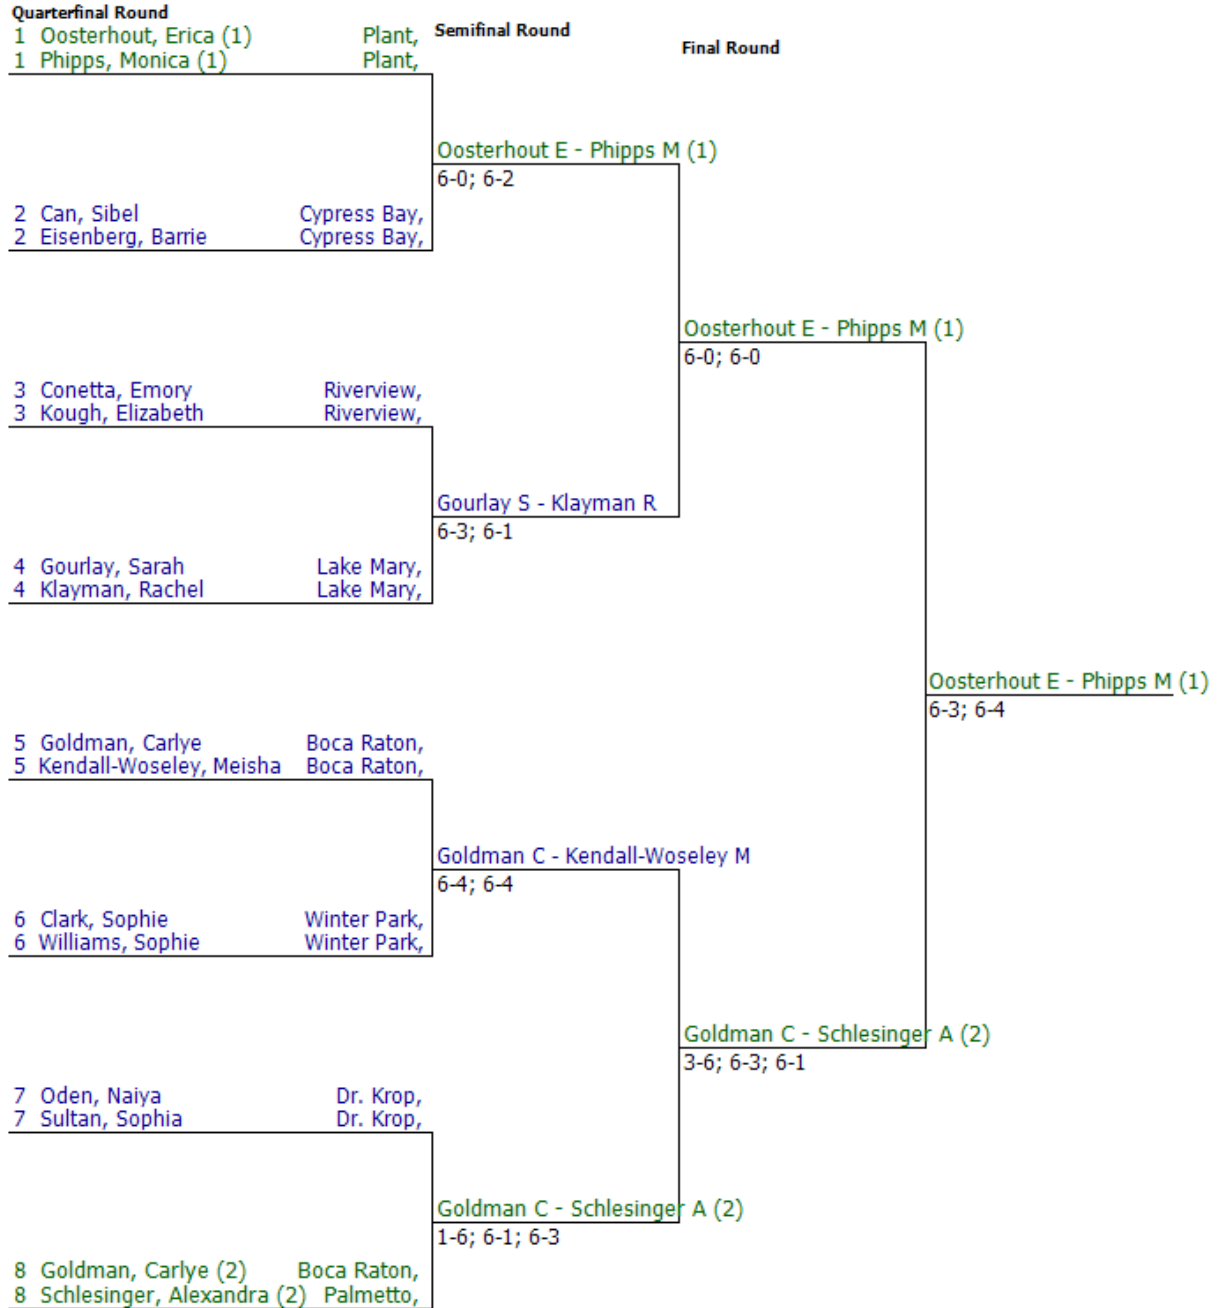 Quarterfinal Round
1 Oosterhout, Erica (1) Plant,
1 Phipps, Monica (1) Plant,
Semifinal Round
Final Round
Oosterhout E - Phipps M (1)
6-0; 6-2
2 Can, Sibel Cypress Bay,
2 Eisenberg, Barrie Cypress Bay,
Oosterhout E - Phipps M (1)
6-0; 6-0
3 Conetta, Emory Riverview,
3 Kough, Elizabeth Riverview,
Gourlay S - Klayman R
6-3; 6-1
4 Gourlay, Sarah Lake Mary,
4 Klayman, Rachel Lake Mary,
Oosterhout E - Phipps M (1)
6-3; 6-4
5 Goldman, Carlye Boca Raton,
5 Kendall-Woseley, Meisha Boca Raton,
Goldman C - Kendall-Woseley M
6-4; 6-4
6 Clark, Sophie Winter Park,
6 Williams, Sophie Winter Park,
Goldman C - Schlesinger A (2)
3-6; 6-3; 6-1
7 Oden, Naiya Dr. Krop,
7 Sultan, Sophia Dr. Krop,
Goldman C - Schlesinger A (2)
1-6; 6-1; 6-3
8 Goldman, Carlye (2) Boca Raton,
8 Schlesinger, Alexandra (2) Palmetto,